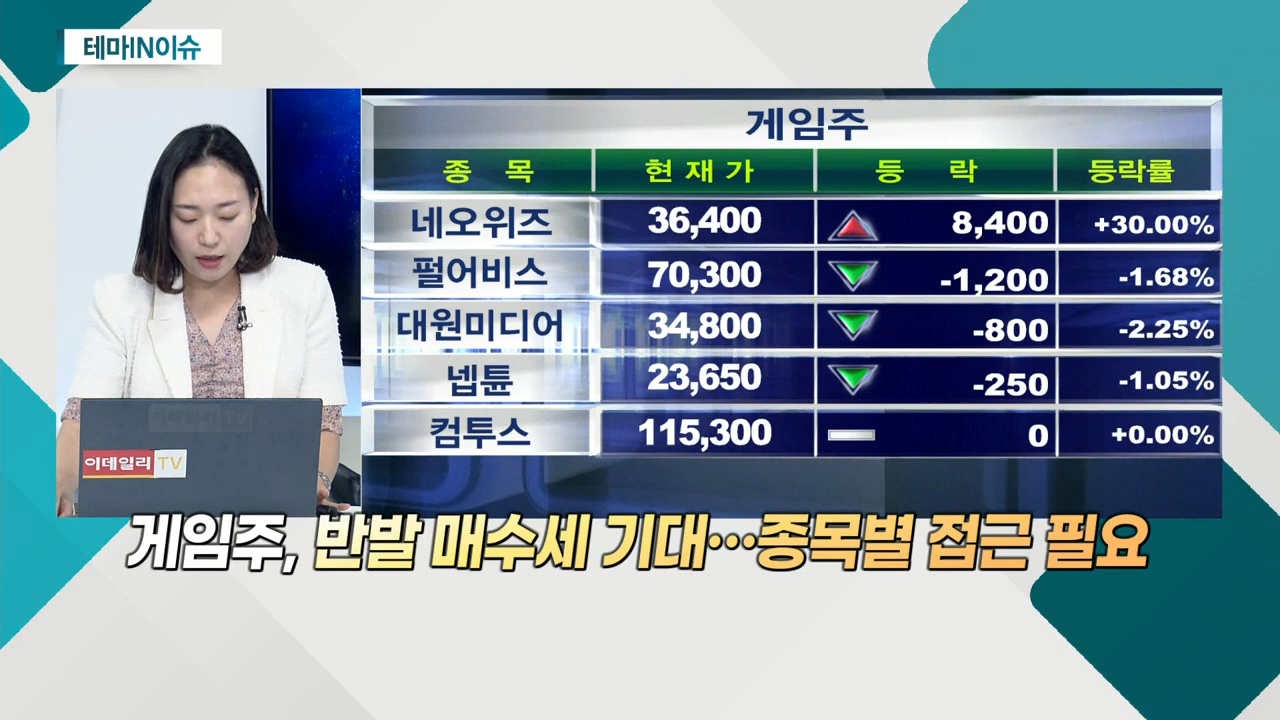 테마IN이슈
게임주
종 목 현 재 가 등 락 등락률
네오위즈 36,400 8,400 +30.00%
펄어비스 70,300 -1,200 -1.68%
대원미디어 34,800 -800 -2.25%
넵튠 23,650 -250 -1.05%
컴투스 115,300 0 +0.00%
이데일리 TV
게임주, 반발 매수세 기대…종목별 접근 필요